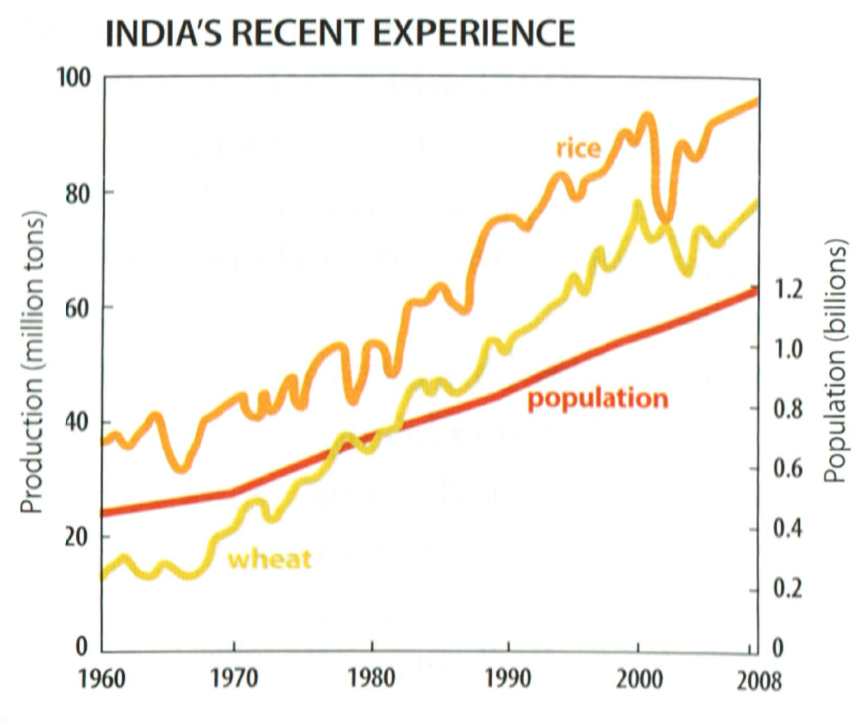 INDIA'S RECENT EXPERIENCE
100
80
60
40
20
0
Production (million tons)
rice
wheat
population
1.2
1.0
0.8
0.6
0.4
0.2
0
Population (billions)
1960 1970 1980 1990 2000 2008